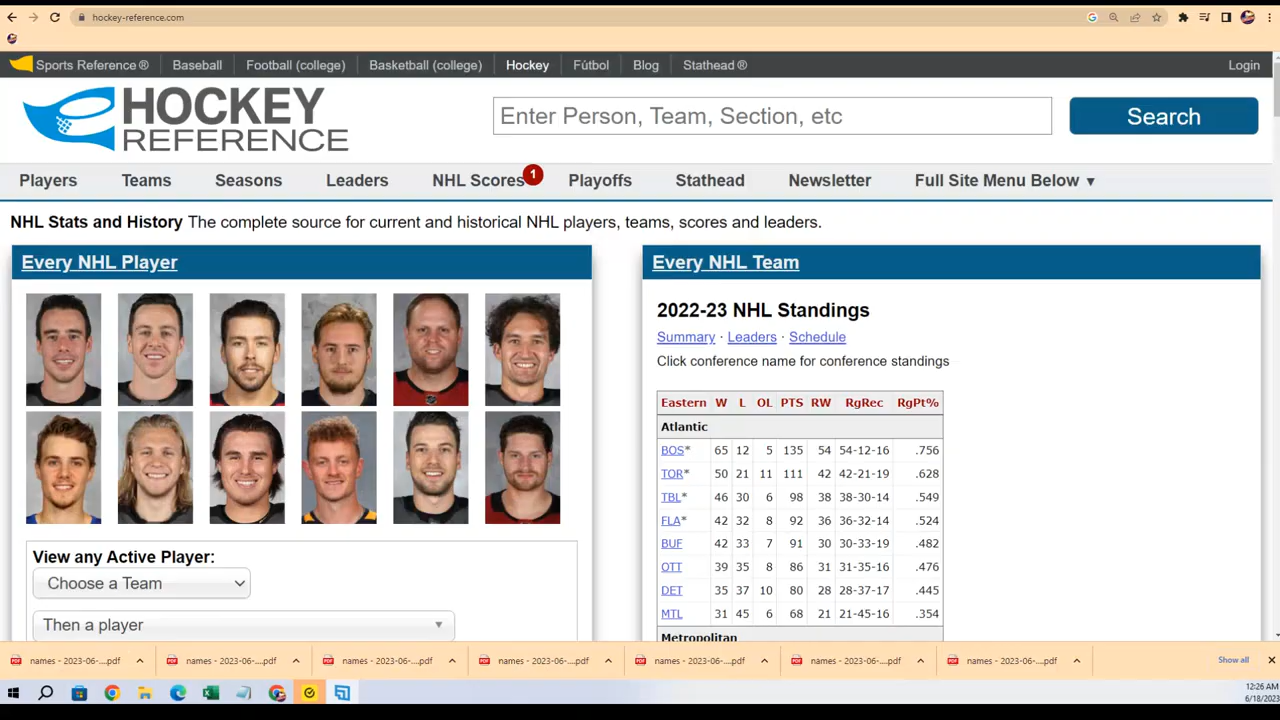 hockey-reference.com
Sports Reference ® Baseball Football (college) Basketball (college) Hockey Fútbol Blog Stathead ® Login
HOCKEY
REFERENCE
Enter Person, Team, Section, etc
Search
Players Teams Seasons Leaders NHL Scores 1 Playoffs Stathead Newsletter Full Site Menu Below ▼
NHL Stats and History The complete source for current and historical NHL players, teams, scores and leaders.
Every NHL Player
View any Active Player:
Choose a Team
Then a player
Every NHL Team
2022-23 NHL Standings
Summary · Leaders · Schedule
Click conference name for conference standings
Eastern W L OL PTS RW RgRec RgPt%
Atlantic
BOS* 65 12 5 135 54 54-12-16 .756
TOR* 50 21 11 111 42 42-21-19 .628
TBL* 46 30 6 98 38 38-30-14 .549
FLA* 42 32 8 92 36 36-32-14 .524
BUF 42 33 7 91 30 30-33-19 .482
OTT 39 35 8 86 31 31-35-16 .476
DET 35 37 10 80 28 28-37-17 .445
MTL 31 45 6 68 21 21-45-16 .354
Metropolitan
names - 2023-06-....pdf names - 2023-06-....pdf names - 2023-06-....pdf names - 2023-06-....pdf names - 2023-06-....pdf names - 2023-06-....pdf names - 2023-06-....pdf Show all
12:26 AM
6/18/2023